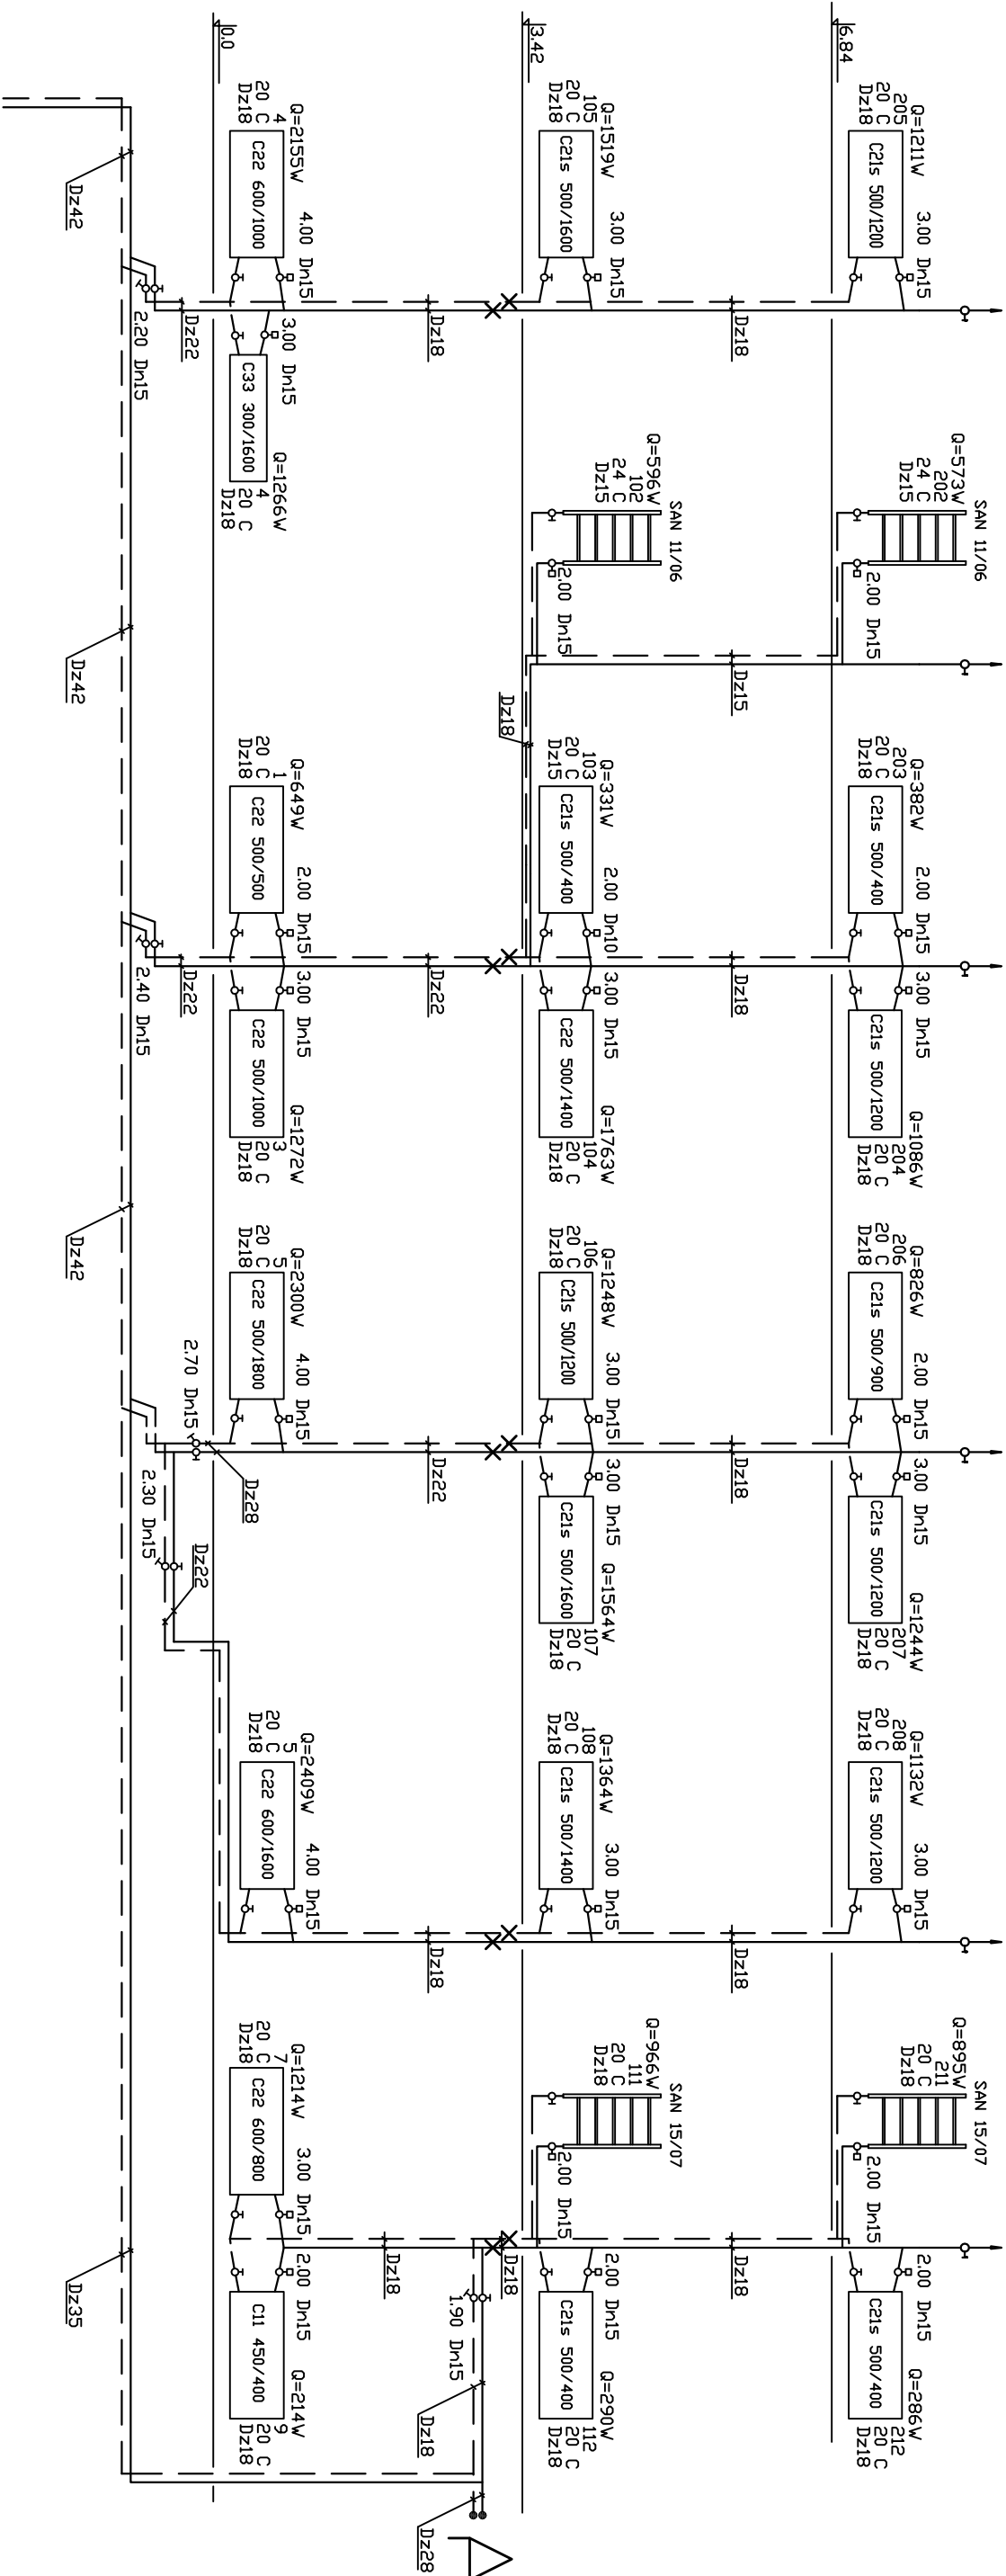 6.84
Q=1211W
205
20 C
Dz18
C21s 500/1200
3.00 Dn15
SAN 11/06
Q=573W
202
24 C
Dz15
2.00 Dn15
Q=382W
203
20 C
Dz18
C21s 500/400
2.00 Dn15
3.00 Dn15
C21s 500/1200
Q=1086W
204
20 C
Dz18
Q=826W
206
20 C
Dz18
C21s 500/900
2.00 Dn15
3.00 Dn15
C21s 500/1200
Q=1244W
207
20 C
Dz18
Q=1132W
208
20 C
Dz18
C21s 500/1200
3.00 Dn15
SAN 15/07
Q=895W
211
20 C
Dz18
2.00 Dn15
2.00 Dn15
C21s 500/400
Q=286W
212
20 C
Dz18
Dz18
Dz15
Dz18
Dz18
Dz18
Dz18
3.42
Q=1519W
105
20 C
Dz18
C21s 500/1600
3.00 Dn15
SAN 11/06
Q=596W
102
24 C
Dz15
2.00 Dn15
Q=331W
103
20 C
Dz15
C21s 500/400
2.00 Dn10
3.00 Dn15
C22 500/1400
Q=1763W
104
20 C
Dz18
Q=1248W
106
20 C
Dz18
C21s 500/1200
3.00 Dn15
3.00 Dn15
C21s 500/1600
Q=1564W
107
20 C
Dz18
Q=1364W
108
20 C
Dz18
C21s 500/1400
3.00 Dn15
SAN 15/07
Q=966W
111
20 C
Dz18
2.00 Dn15
2.00 Dn15
C21s 500/400
Q=290W
112
20 C
Dz18
Dz18
Dz18
Dz18
Dz22
Dz22
Dz18
Dz18
1.90 Dn15
Dz18
Dz28
0.0
Q=2155W
4
20 C
Dz18
C22 600/1000
4.00 Dn15
3.00 Dn15
C33 300/1600
Q=1266W
4
20 C
Dz18
Q=649W
1
20 C
Dz18
C22 500/500
2.00 Dn15
3.00 Dn15
C22 500/1000
Q=1272W
3
20 C
Dz18
Q=2300W
5
20 C
Dz18
C22 500/1800
4.00 Dn15
Q=2409W
5
20 C
Dz18
C22 600/1600
4.00 Dn15
Q=1214W
7
20 C
Dz18
C22 600/800
3.00 Dn15
2.00 Dn15
C11 450/400
Q=214W
9
20 C
Dz18
Dz22
2.20 Dn15
Dz22
2.40 Dn15
2.70 Dn15
Dz28
2.30 Dn15
Dz22
Dz42
Dz42
Dz42
Dz35